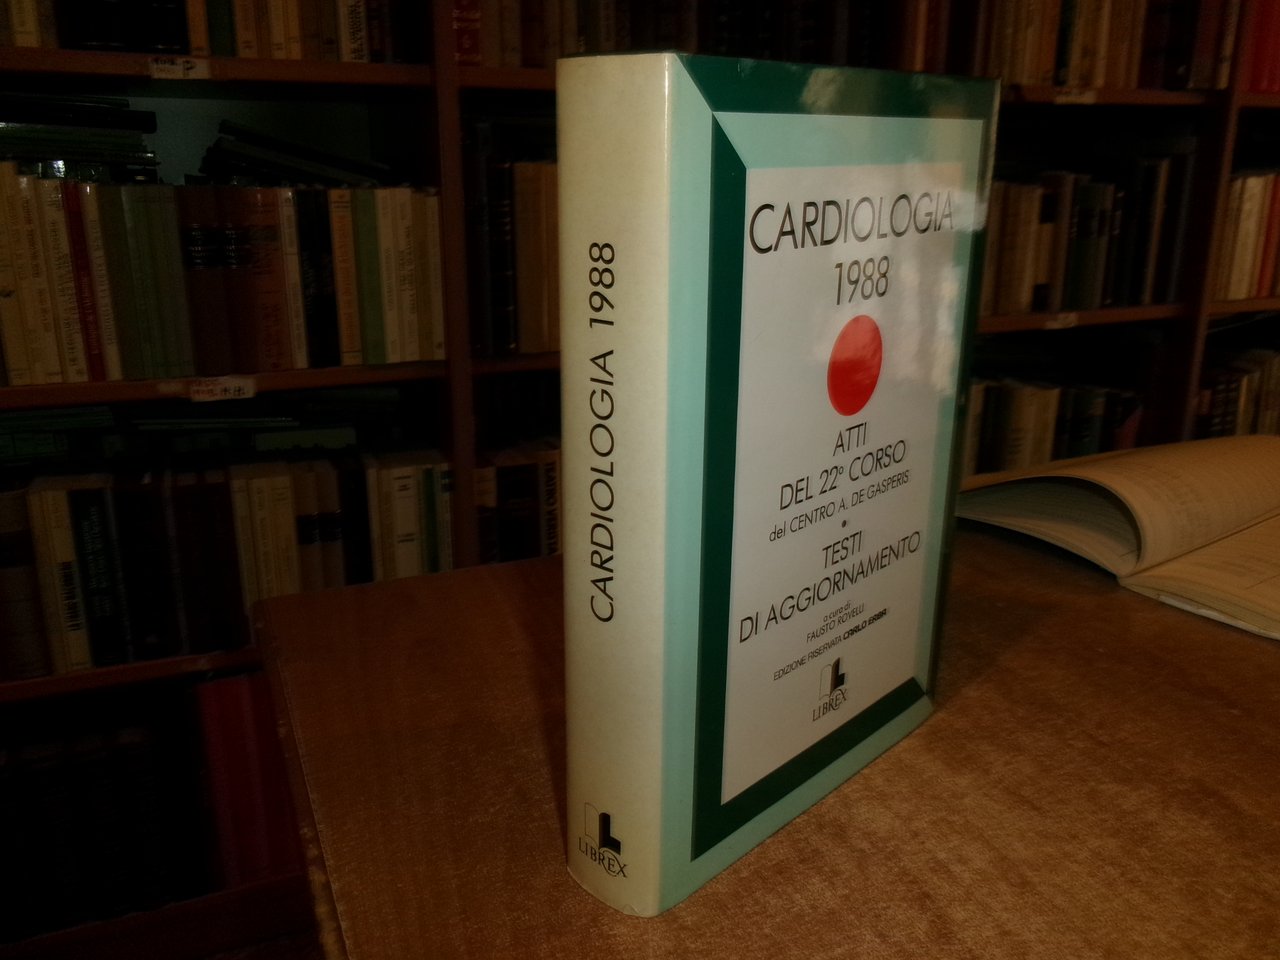 CARDIOLOGIA 1988
LIBREX
CARDIOLOGIA
1988
ATTI
DEL 22° CORSO
del CENTRO A. DE GASPERIS
•
TESTI
DI AGGIORNAMENTO
a cura di
FAUSTO ROVELLI
EDIZIONE RISERVATA CARLO ERBA
LIBREX